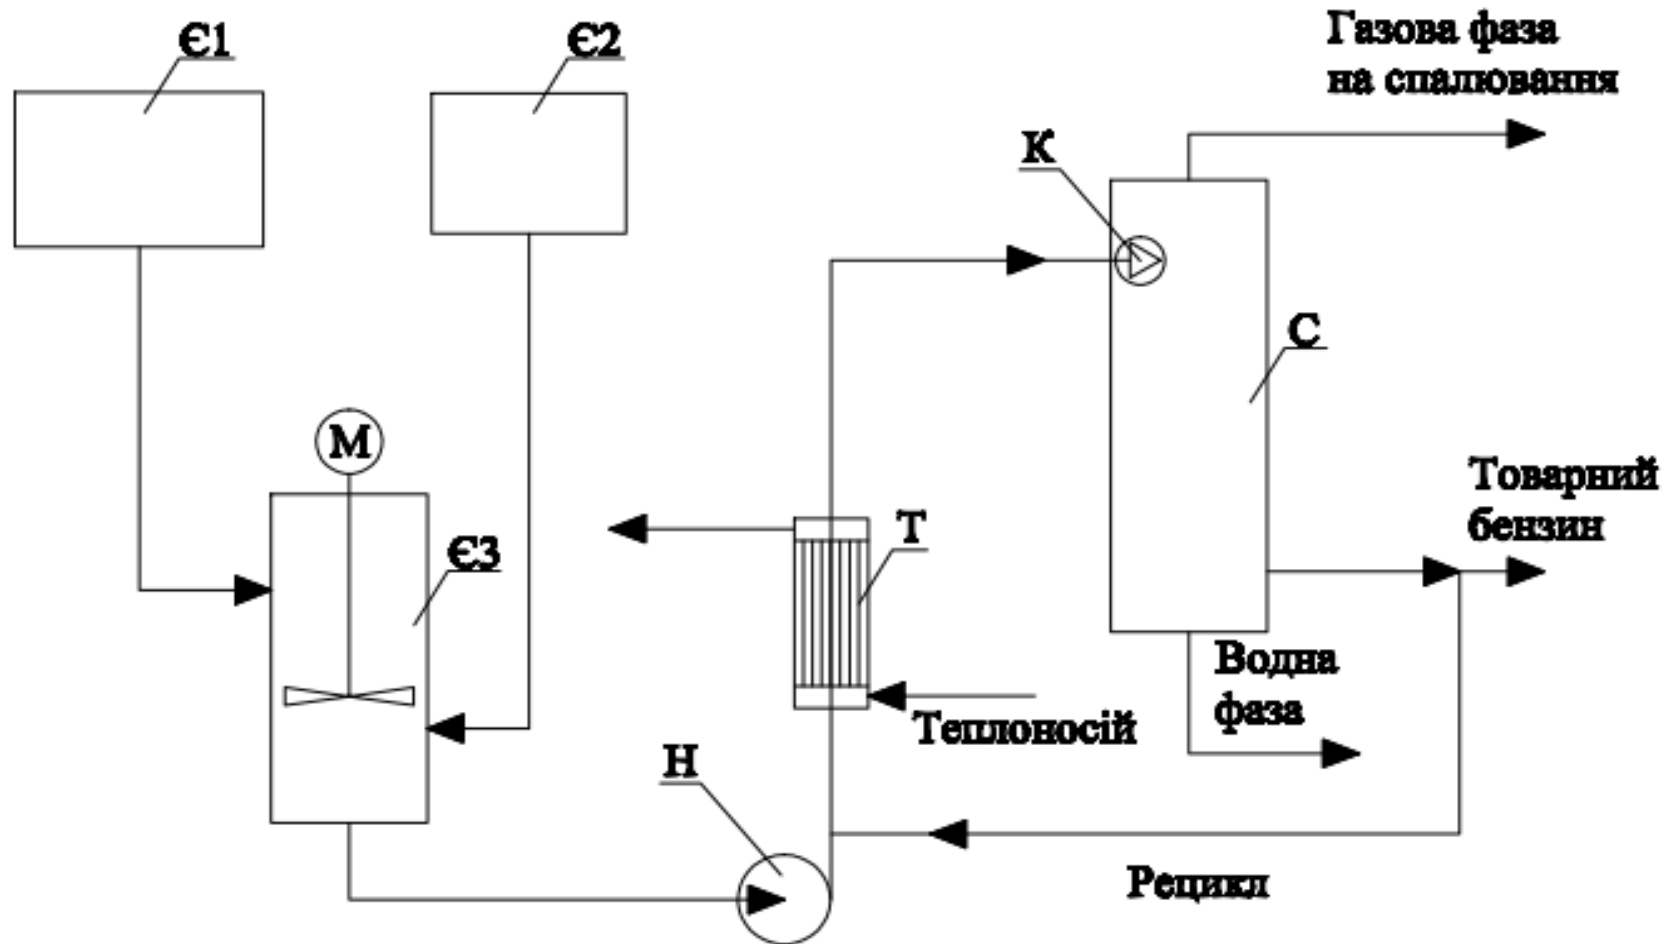 Є1
Є2
Газова фаза
на спалювання
К
С
М
Є3
Т
Товарний
бензин
Водна
фаза
Теплоносій
Н
Рецикл